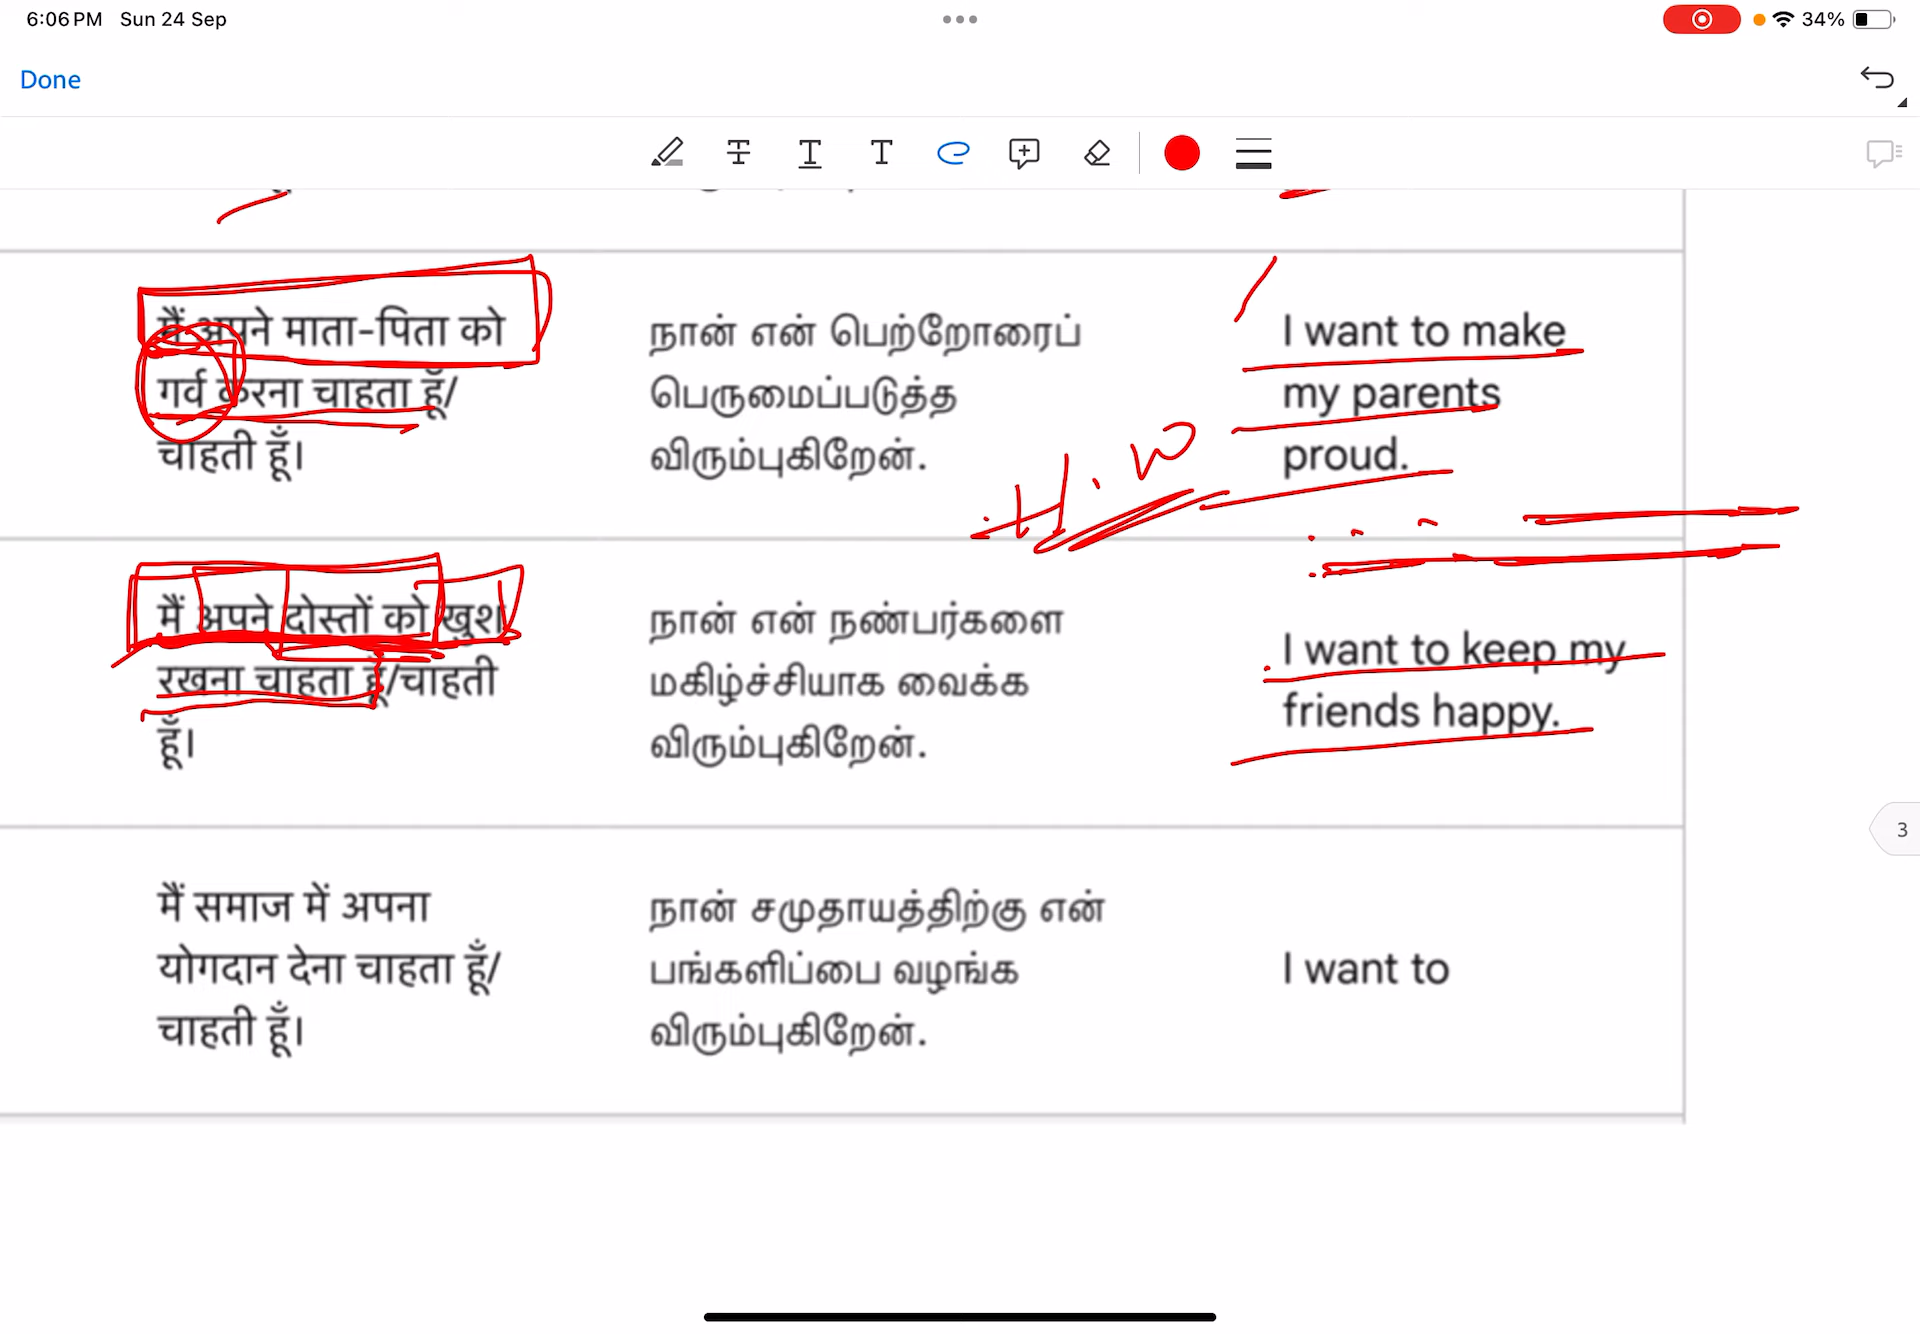 6:06 PM Sun 24 Sep
34%
Done
मैं अपने माता-पिता को
गर्व करना चाहता हूँ/
चाहती हूँ।
நான் என் பெற்றோரைப்
பெருமைப்படுத்த
விரும்புகிறேன்.
I want to make
my parents
proud.
H.W
मैं अपने दोस्तों को खुश
रखना चाहता हूँ/चाहती
हूँ।
நான் என் நண்பர்களை
மகிழ்ச்சியாக வைக்க
விரும்புகிறேன்.
I want to keep my
friends happy.
3
मैं समाज में अपना
योगदान देना चाहता हूँ/
चाहती हूँ।
நான் சமுதாயத்திற்கு என்
பங்களிப்பை வழங்க
விரும்புகிறேன்.
I want to